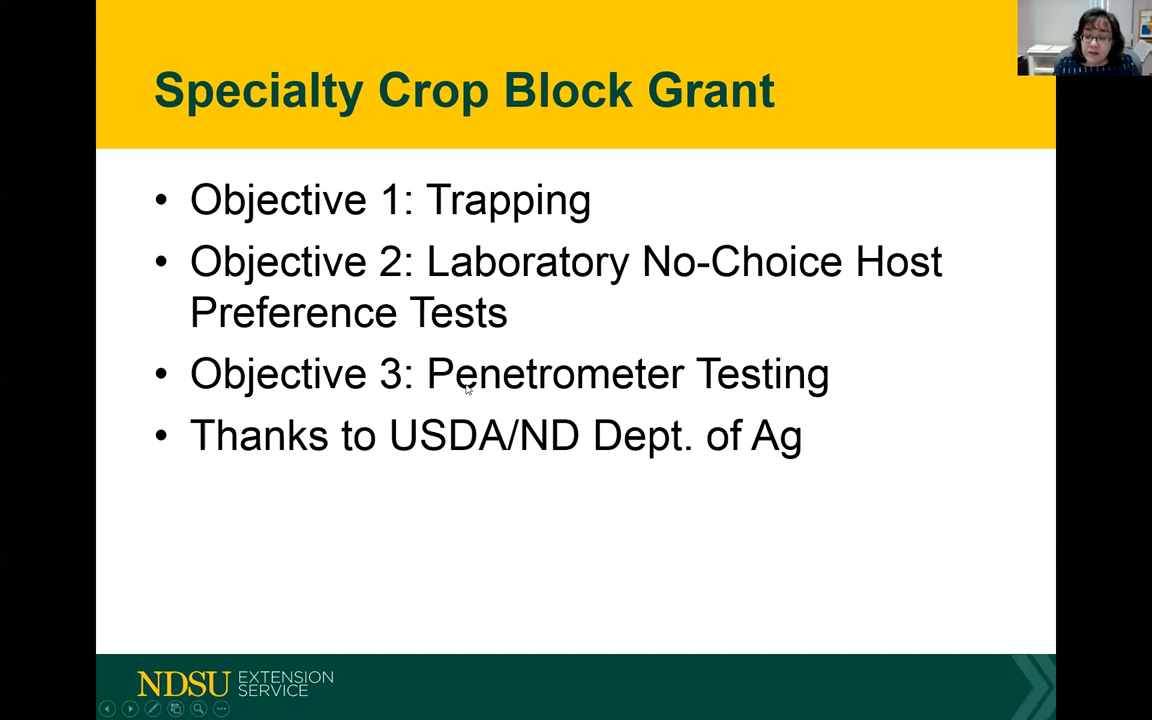 Specialty Crop Block Grant
• Objective 1: Trapping
• Objective 2: Laboratory No-Choice Host
Preference Tests
• Objective 3: Penetrometer Testing
• Thanks to USDA/ND Dept. of Ag
NDSU EXTENSION
SERVICE